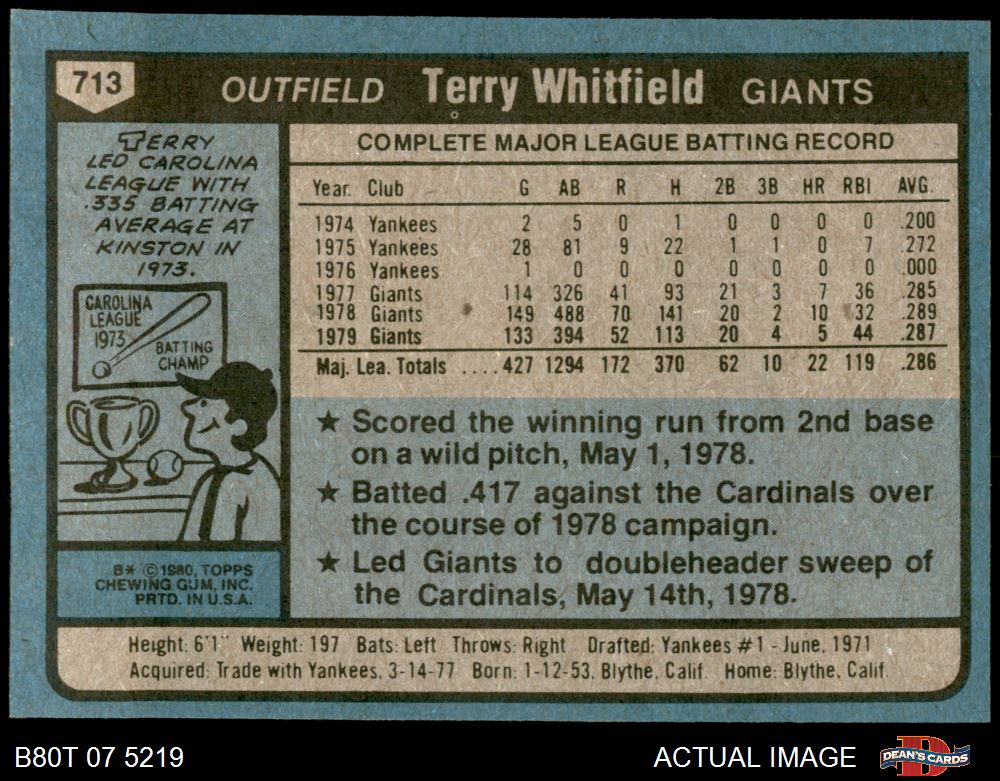 713
OUTFIELD Terry Whitfield GIANTS
TERRY
LED CAROLINA
LEAGUE WITH
.335 BATTING
AVERAGE AT
KINSTON IN
1973.
CAROLINA
LEAGUE
1973
BATTING
CHAMP
B* ©1980, TOPPS
CHEWING GUM, INC.
PRTD. IN U.S.A.
COMPLETE MAJOR LEAGUE BATTING RECORD
Year. Club G AB R H 2B 3B HR RBI AVG.
1974 Yankees 2 5 0 1 0 0 0 0 .200
1975 Yankees 28 81 9 22 1 1 0 7 .272
1976 Yankees 1 0 0 0 0 0 0 0 .000
1977 Giants 114 326 41 93 21 3 7 36 .285
1978 Giants 149 488 70 141 20 2 10 32 .289
1979 Giants 133 394 52 113 20 4 5 44 .287
Maj. Lea. Totals ....427 1294 172 370 62 10 22 119 .286
★ Scored the winning run from 2nd base
on a wild pitch, May 1, 1978.
★ Batted .417 against the Cardinals over
the course of 1978 campaign.
★ Led Giants to doubleheader sweep of
the Cardinals, May 14th, 1978.
Height: 6'1" Weight: 197 Bats: Left Throws: Right Drafted: Yankees #1 - June, 1971
Acquired: Trade with Yankees, 3-14-77 Born: 1-12-53, Blythe, Calif. Home: Blythe, Calif.
B80T 07 5219 ACTUAL IMAGE DEAN'S CARDS